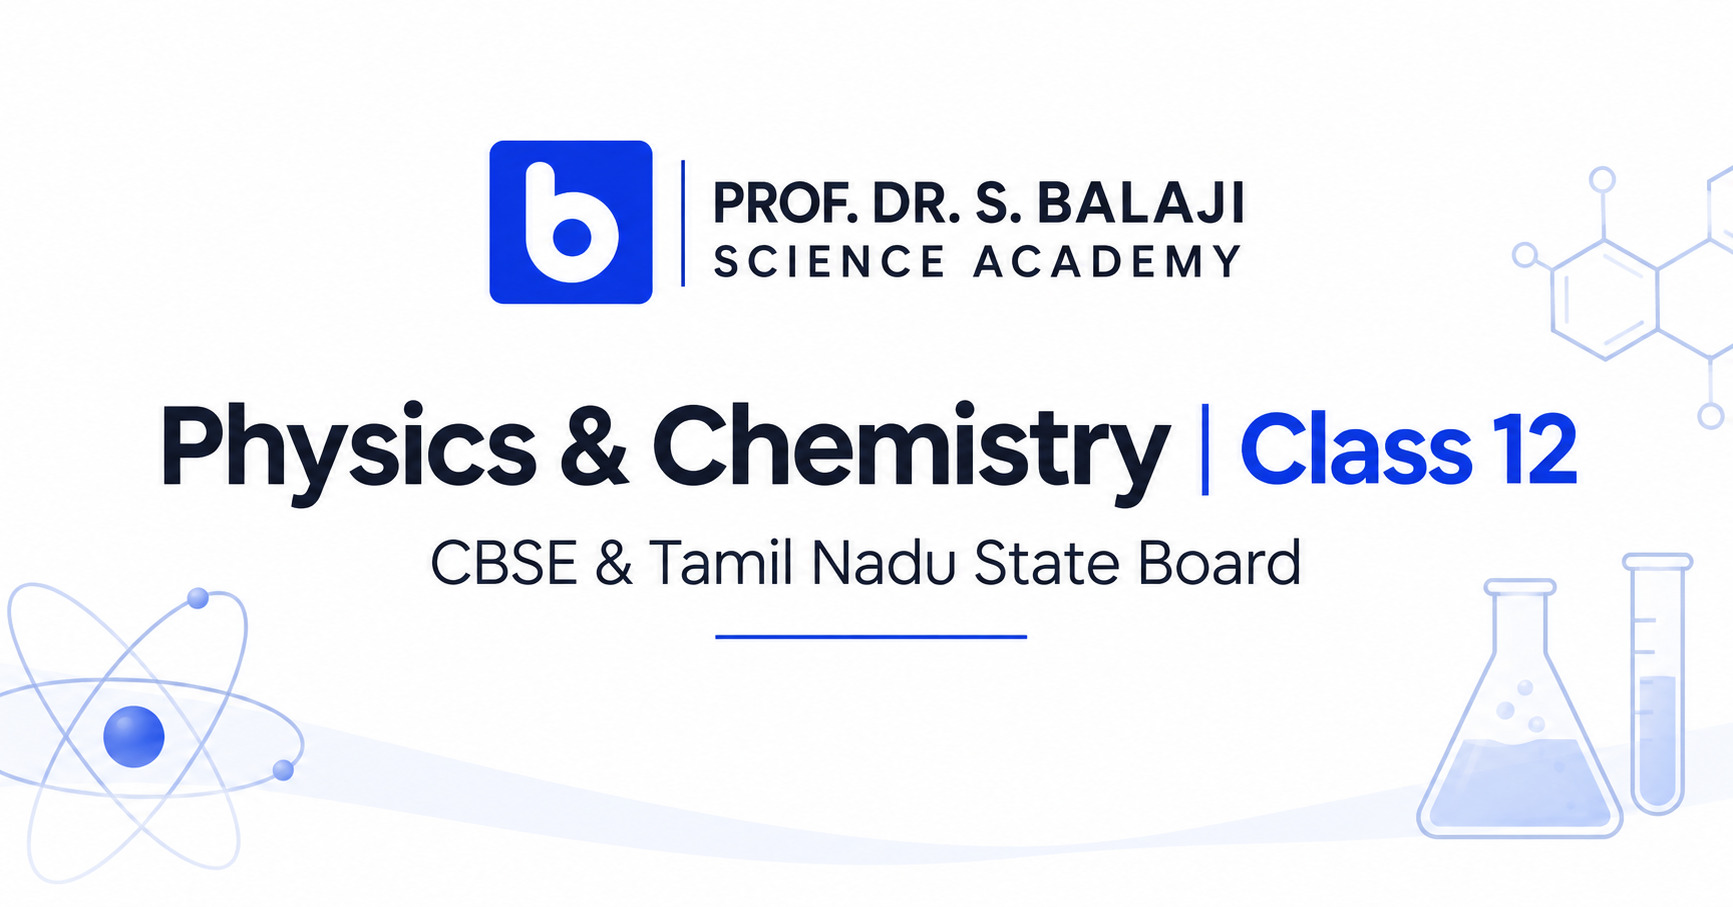 b
PROF. DR. S. BALAJI
SCIENCE ACADEMY
Physics & Chemistry | Class 12
CBSE & Tamil Nadu State Board